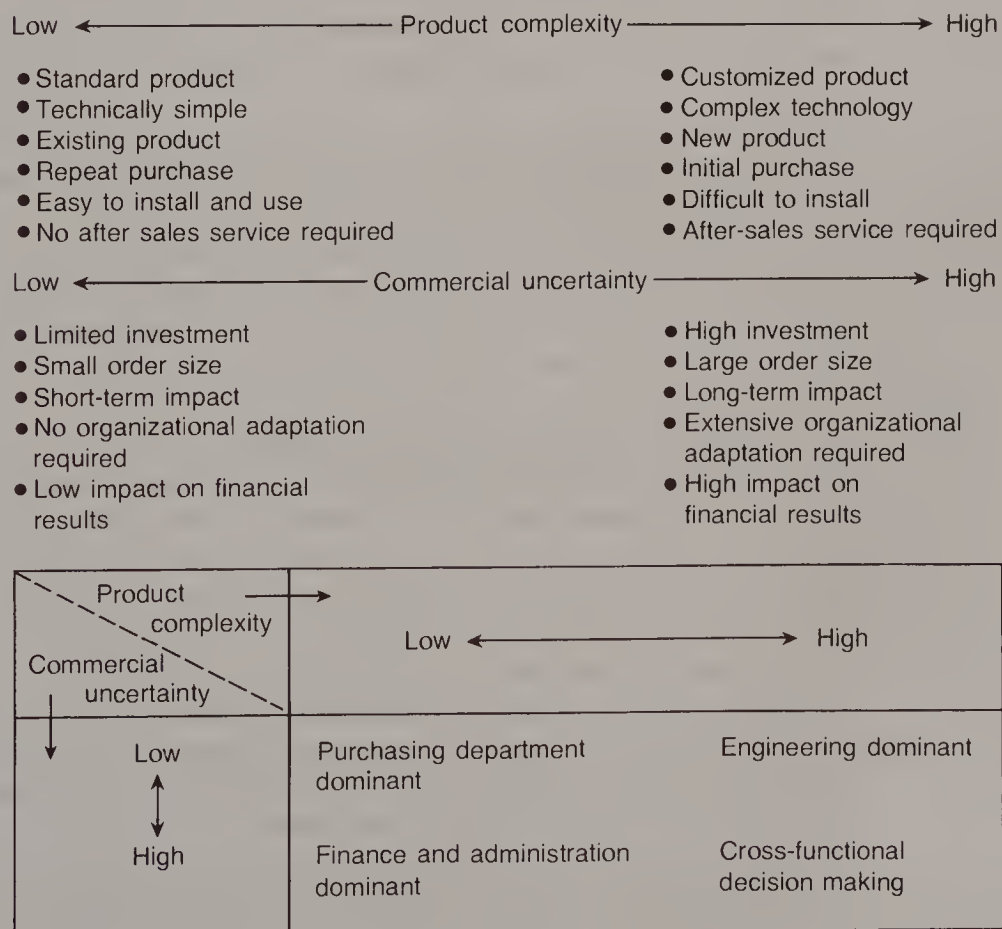 Low Product complexity High
• Standard product
• Technically simple
• Existing product
• Repeat purchase
• Easy to install and use
• No after sales service required
• Customized product
• Complex technology
• New product
• Initial purchase
• Difficult to install
• After-sales service required
Low Commercial uncertainty High
• Limited investment
• Small order size
• Short-term impact
• No organizational adaptation
required
• Low impact on financial
results
• High investment
• Large order size
• Long-term impact
• Extensive organizational
adaptation required
• High impact on
financial results
Product
complexity
Commercial
uncertainty
Low High
Low
High
Purchasing department
dominant
Engineering dominant
Finance and administration
dominant
Cross-functional
decision making